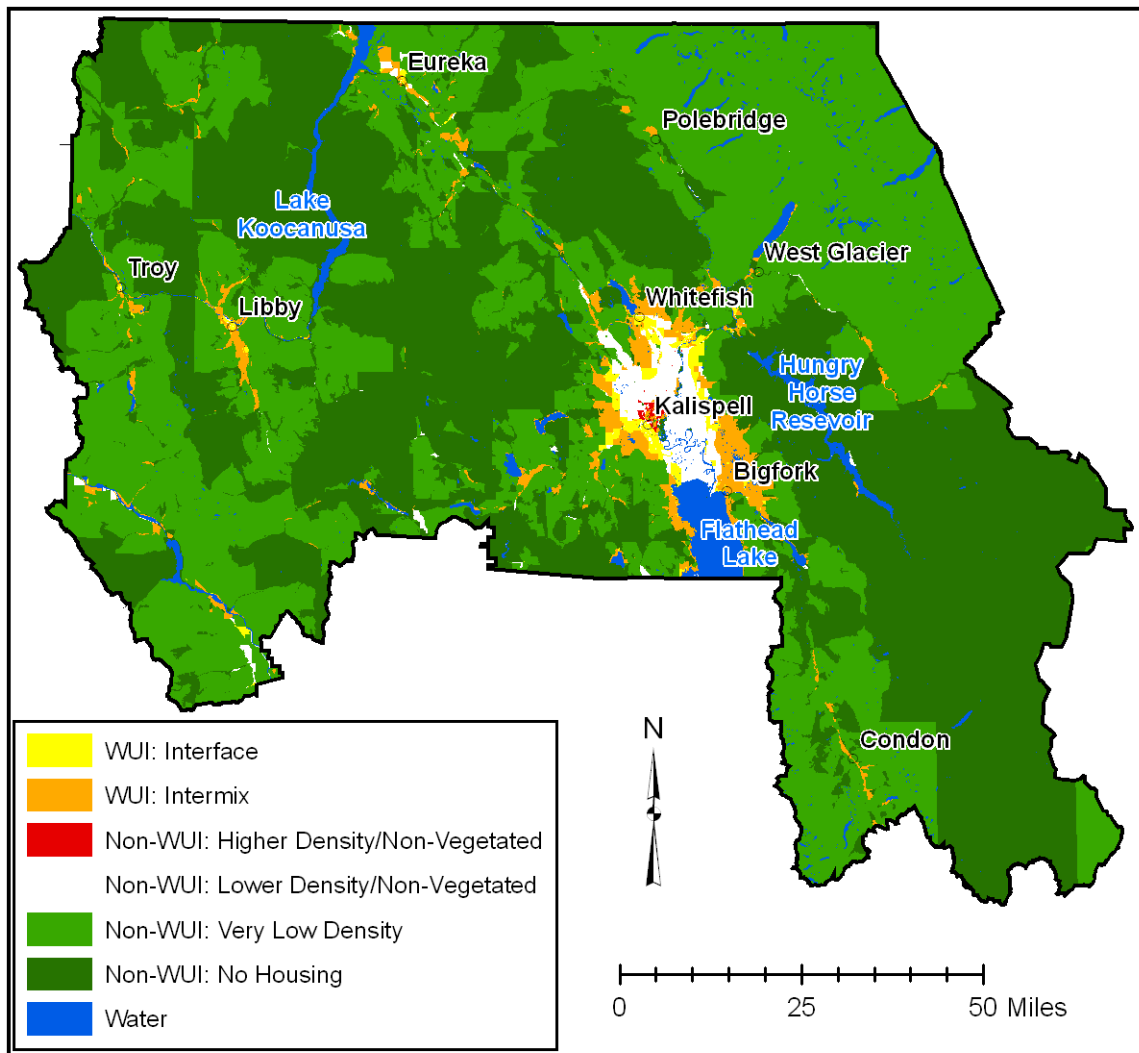 Eureka
Polebridge
Lake
Koocanusa
West Glacier
Troy
Whitefish
Libby
Hungry
Horse
Resevoir
Kalispell
Bigfork
Flathead
Lake
Condon
N
WUI: Interface
WUI: Intermix
Non-WUI: Higher Density/Non-Vegetated
Non-WUI: Lower Density/Non-Vegetated
Non-WUI: Very Low Density
Non-WUI: No Housing
Water
0 25 50 Miles